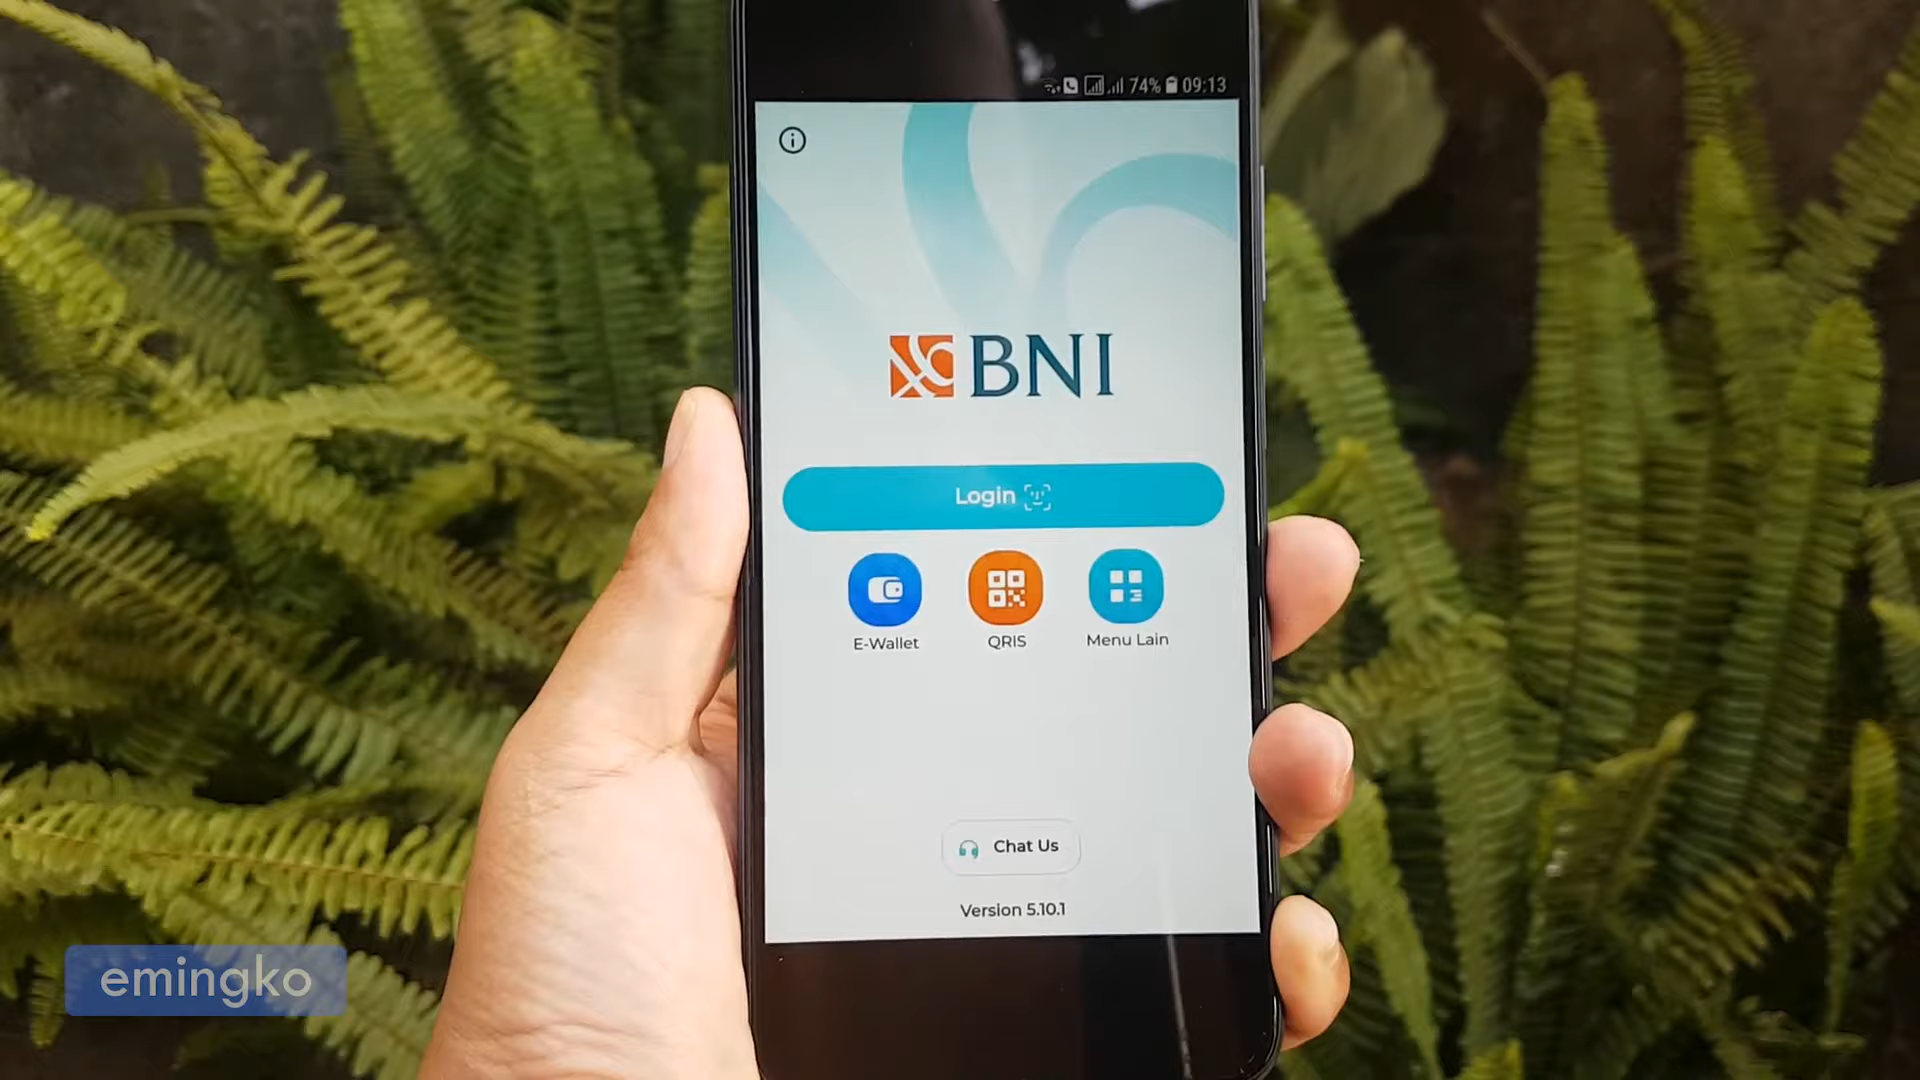 74% 09:13
BNI
Login
E-Wallet
QRIS
Menu Lain
Chat Us
Version 5.10.1
emingko